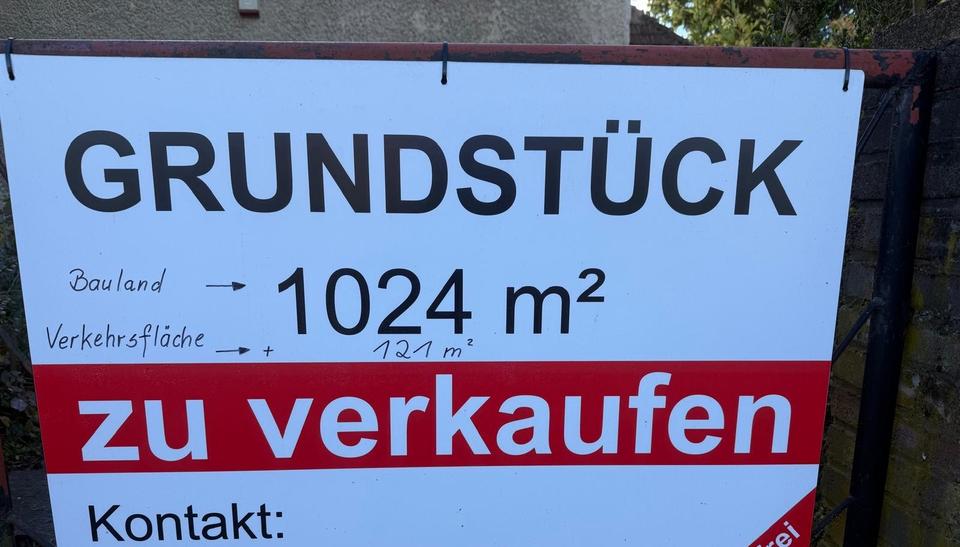 GRUNDSTÜCK
Bauland → 1024 m²
Verkehrsfläche → + 121 m²
zu verkaufen
Kontakt: